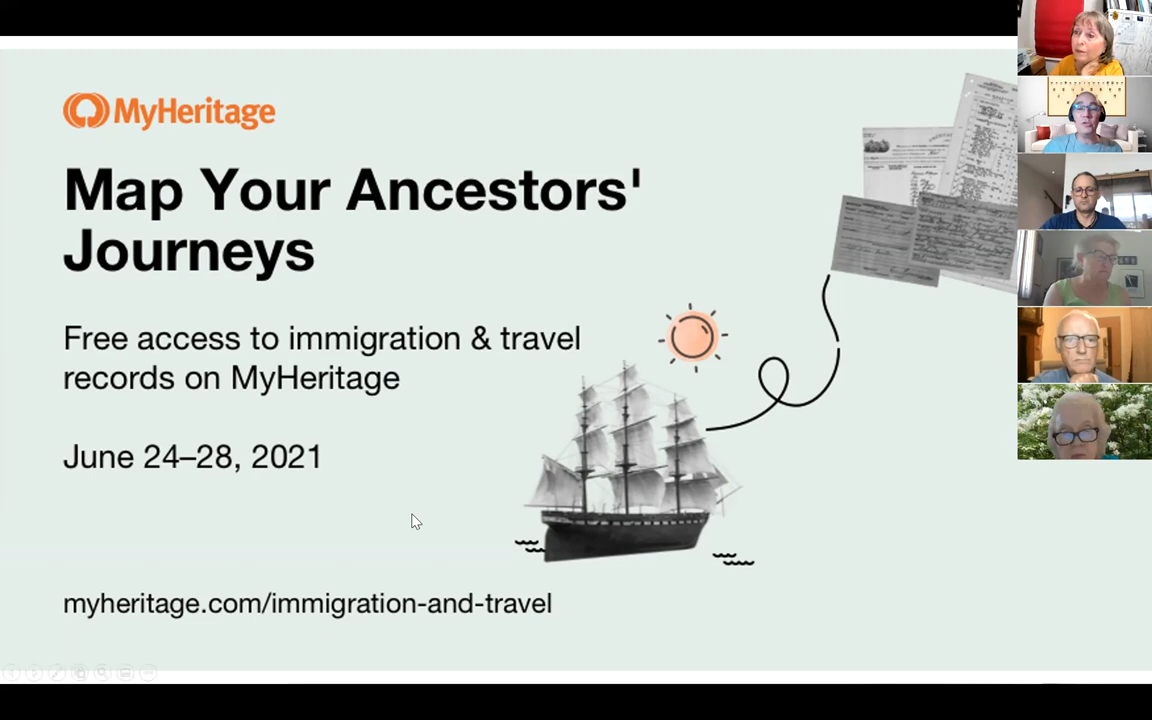 MyHeritage
Map Your Ancestors'
Journeys
Free access to immigration & travel
records on MyHeritage
June 24–28, 2021
myheritage.com/immigration-and-travel